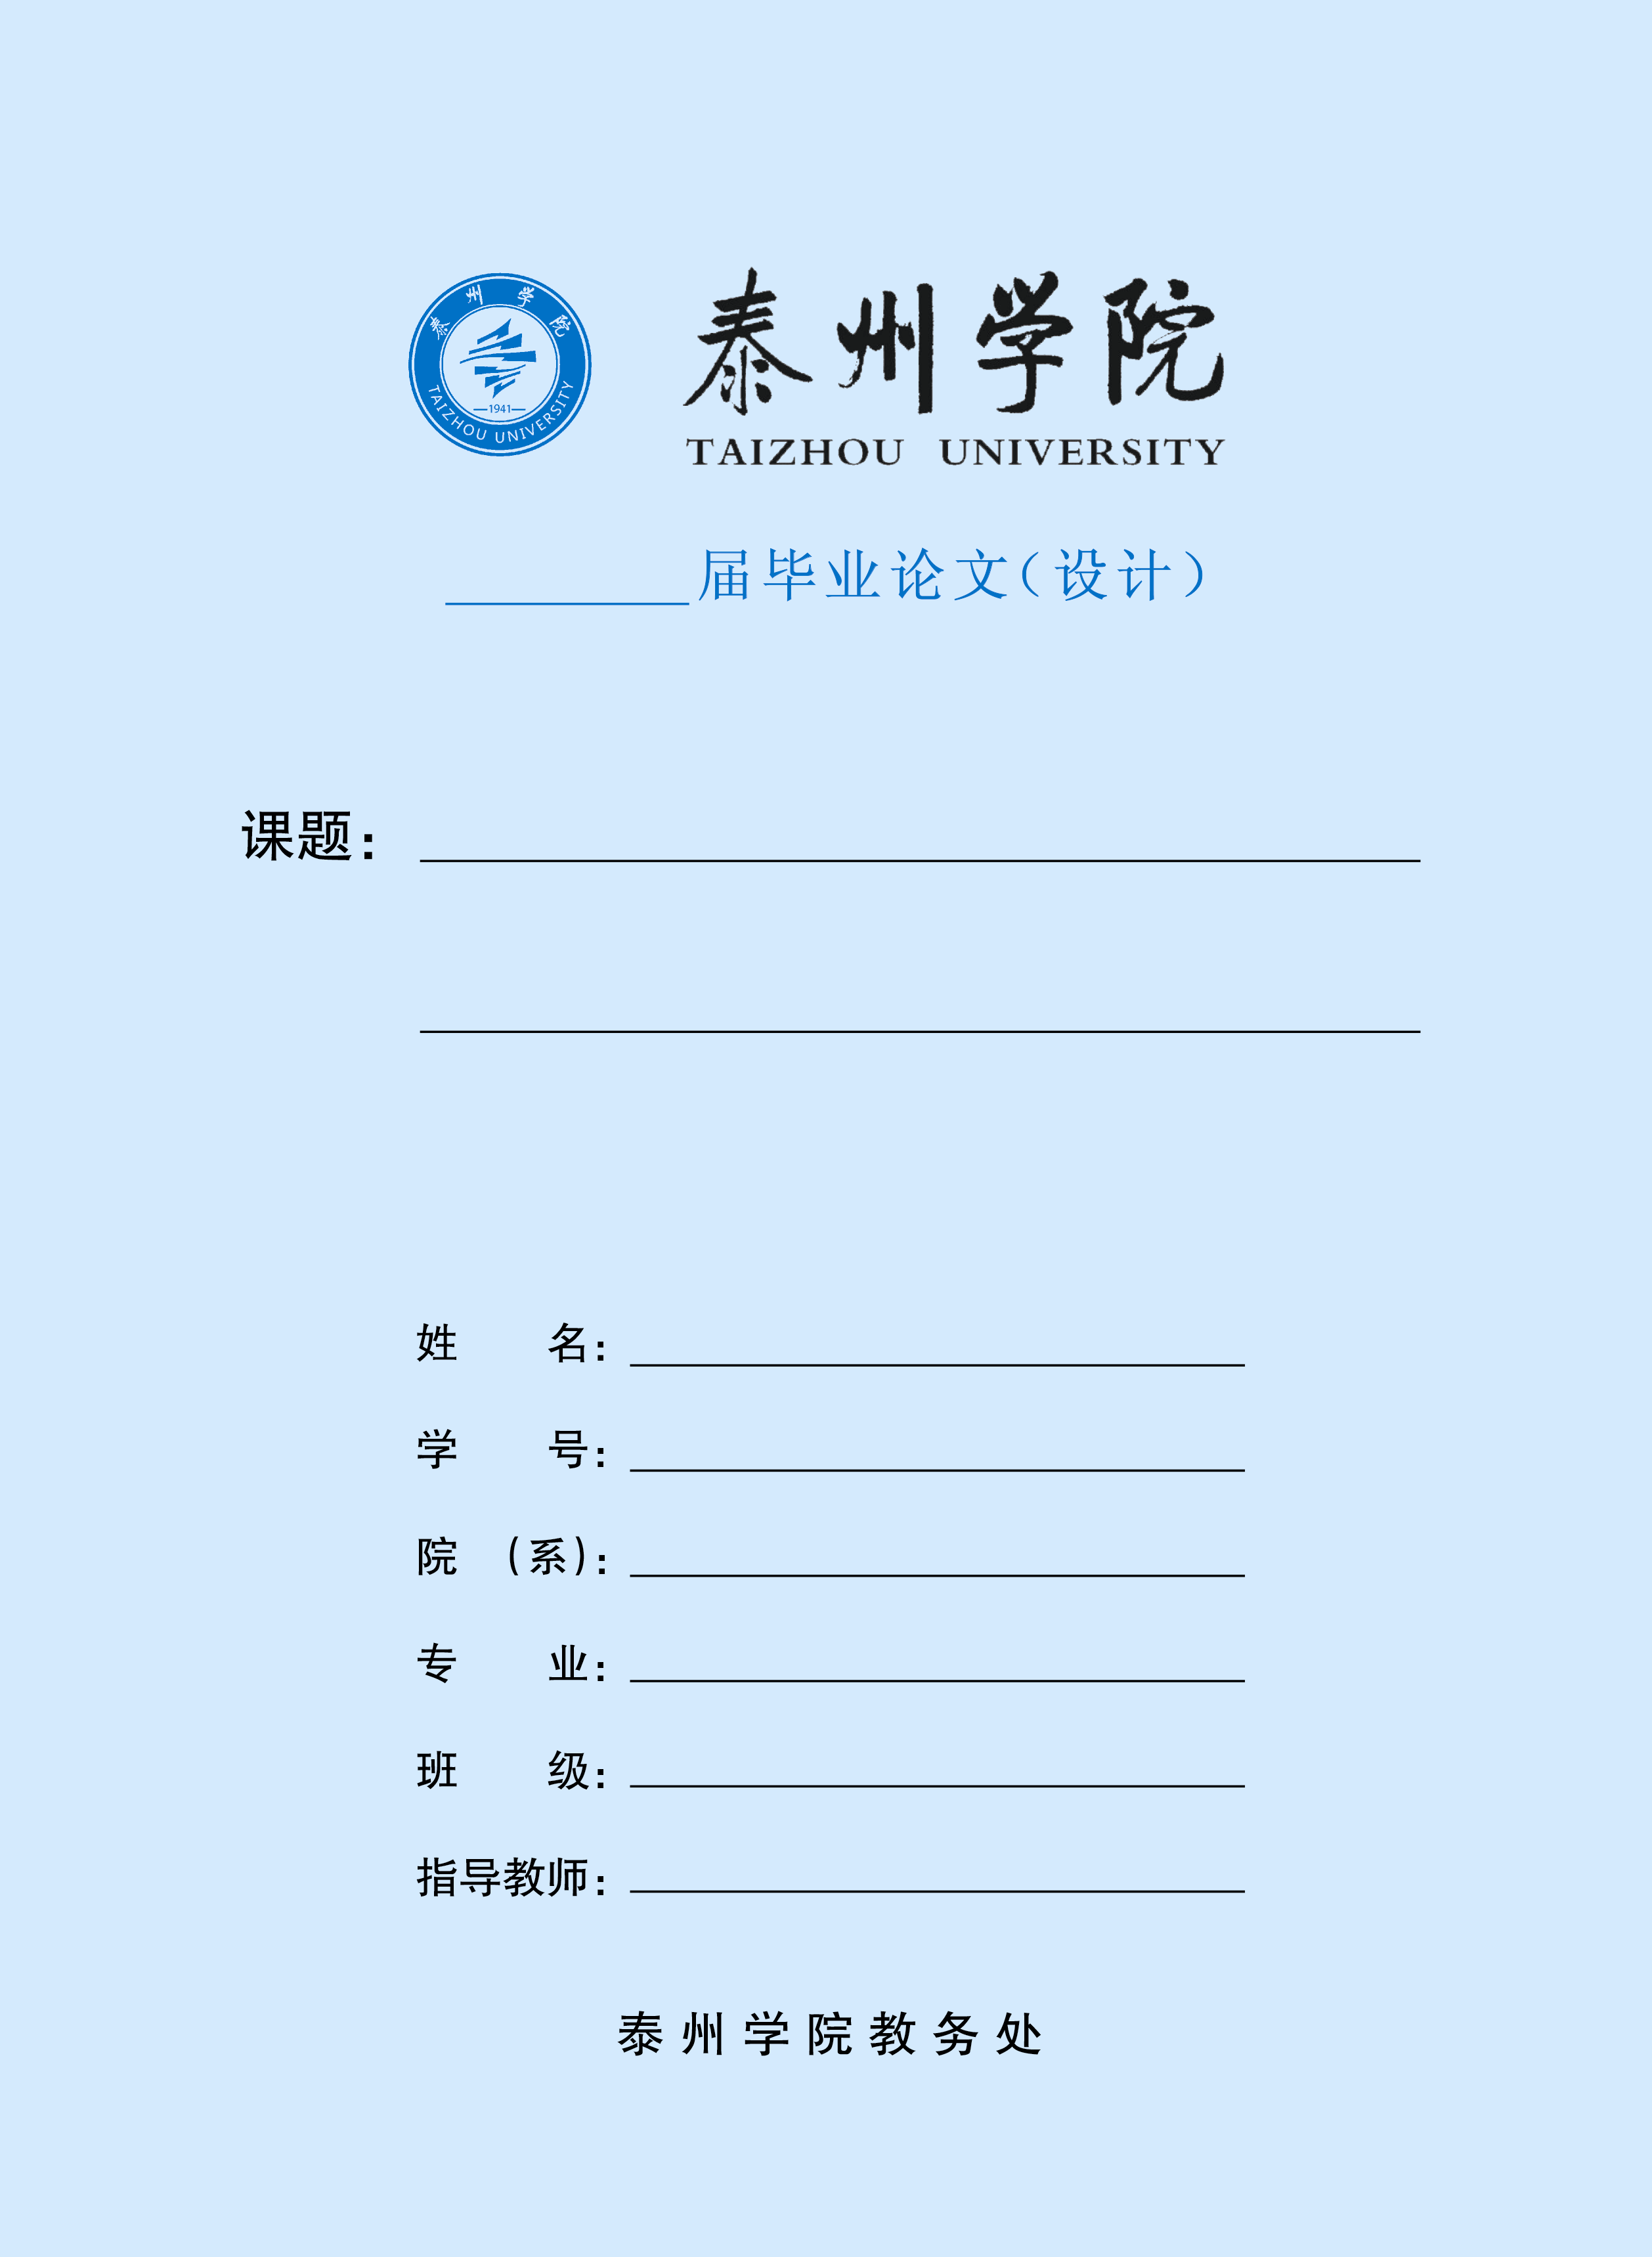 泰州学院
TAIZHOU UNIVERSITY
1941
泰州学院
TAIZHOU UNIVERSITY
届毕业论文(设计)
课题:
姓名:
学号:
院(系):
专业:
班级:
指导教师:
泰州学院教务处